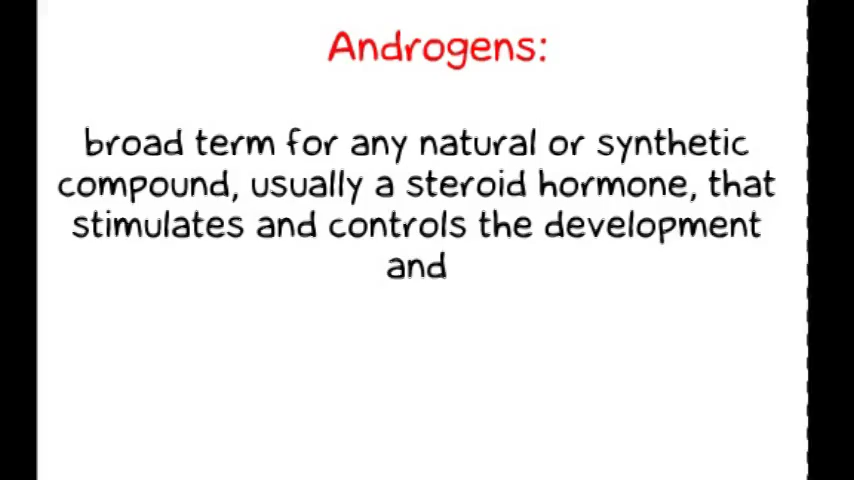 Androgens:
broad term for any natural or synthetic
compound, usually a steroid hormone, that
stimulates and controls the development
and